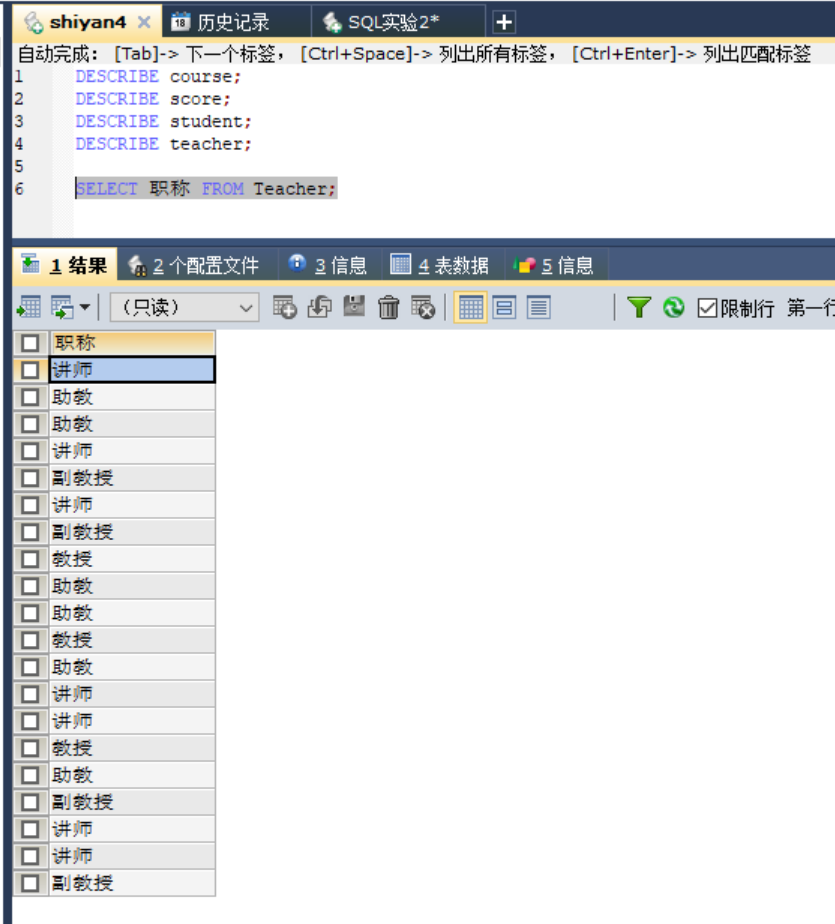 shiyan4 历史记录 SQL实验2*
自动完成: [Tab]-> 下一个标签， [Ctrl+Space]-> 列出所有标签， [Ctrl+Enter]-> 列出匹配标签
1 DESCRIBE course;
2 DESCRIBE score;
3 DESCRIBE student;
4 DESCRIBE teacher;
5
6 SELECT 职称 FROM Teacher;
1 结果 2 个配置文件 3 信息 4 表数据 5 信息
（只读） 限制行 第一行
职称
讲师
助教
助教
讲师
副教授
讲师
副教授
教授
助教
助教
教授
助教
讲师
讲师
教授
助教
副教授
讲师
讲师
副教授